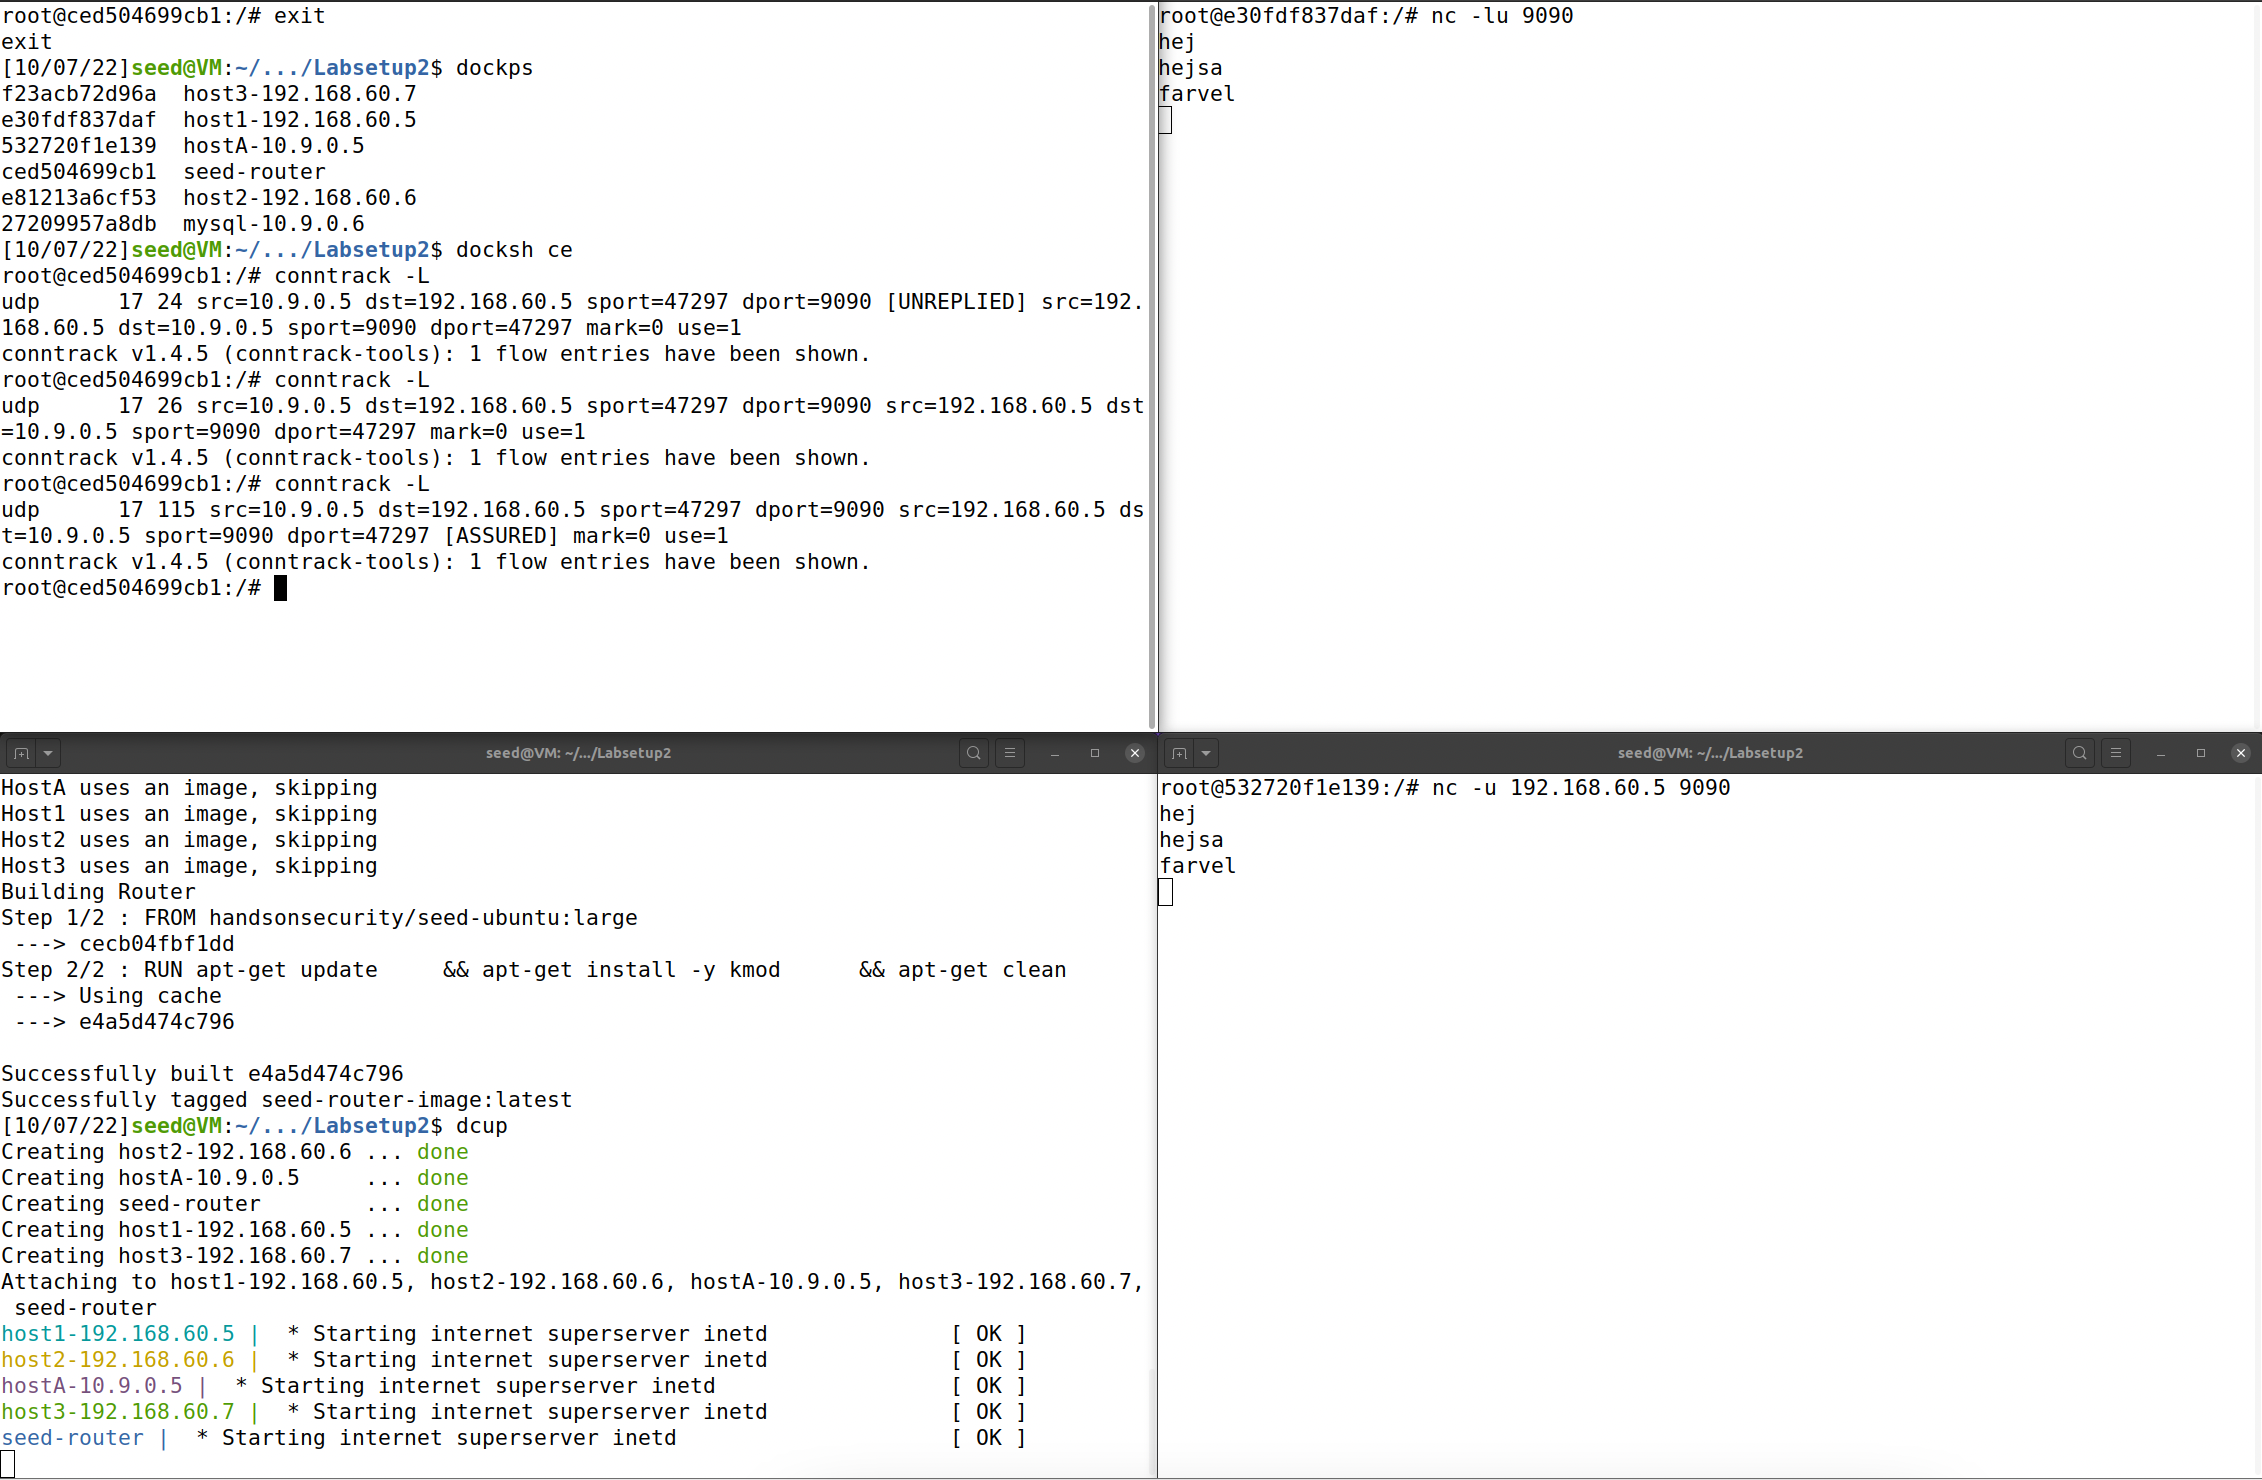 root@ced504699cb1:/# exit
exit
[10/07/22]seed@VM:~/.../Labsetup2$ dockps
f23acb72d96a  host3-192.168.60.7
e30fdf837daf  host1-192.168.60.5
532720f1e139  hostA-10.9.0.5
ced504699cb1  seed-router
e81213a6cf53  host2-192.168.60.6
27209957a8db  mysql-10.9.0.6
[10/07/22]seed@VM:~/.../Labsetup2$ docksh ce
root@ced504699cb1:/# conntrack -L
udp      17 24 src=10.9.0.5 dst=192.168.60.5 sport=47297 dport=9090 [UNREPLIED] src=192.
168.60.5 dst=10.9.0.5 sport=9090 dport=47297 mark=0 use=1
conntrack v1.4.5 (conntrack-tools): 1 flow entries have been shown.
root@ced504699cb1:/# conntrack -L
udp      17 26 src=10.9.0.5 dst=192.168.60.5 sport=47297 dport=9090 src=192.168.60.5 dst
=10.9.0.5 sport=9090 dport=47297 mark=0 use=1
conntrack v1.4.5 (conntrack-tools): 1 flow entries have been shown.
root@ced504699cb1:/# conntrack -L
udp      17 115 src=10.9.0.5 dst=192.168.60.5 sport=47297 dport=9090 src=192.168.60.5 ds
t=10.9.0.5 sport=9090 dport=47297 [ASSURED] mark=0 use=1
conntrack v1.4.5 (conntrack-tools): 1 flow entries have been shown.
root@ced504699cb1:/#
root@e30fdf837daf:/# nc -lu 9090
hej
hejsa
farvel
seed@VM: ~/.../Labsetup2
HostA uses an image, skipping
Host1 uses an image, skipping
Host2 uses an image, skipping
Host3 uses an image, skipping
Building Router
Step 1/2 : FROM handsonsecurity/seed-ubuntu:large
 ---> cecb04fbf1dd
Step 2/2 : RUN apt-get update     && apt-get install -y kmod      && apt-get clean
 ---> Using cache
 ---> e4a5d474c796
Successfully built e4a5d474c796
Successfully tagged seed-router-image:latest
[10/07/22]seed@VM:~/.../Labsetup2$ dcup
Creating host2-192.168.60.6 ... done
Creating hostA-10.9.0.5     ... done
Creating seed-router        ... done
Creating host1-192.168.60.5 ... done
Creating host3-192.168.60.7 ... done
Attaching to host1-192.168.60.5, host2-192.168.60.6, hostA-10.9.0.5, host3-192.168.60.7,
 seed-router
host1-192.168.60.5 |  * Starting internet superserver inetd              [ OK ]
host2-192.168.60.6 |  * Starting internet superserver inetd              [ OK ]
hostA-10.9.0.5 |  * Starting internet superserver inetd                  [ OK ]
host3-192.168.60.7 |  * Starting internet superserver inetd              [ OK ]
seed-router |  * Starting internet superserver inetd                     [ OK ]
seed@VM: ~/.../Labsetup2
root@532720f1e139:/# nc -u 192.168.60.5 9090
hej
hejsa
farvel